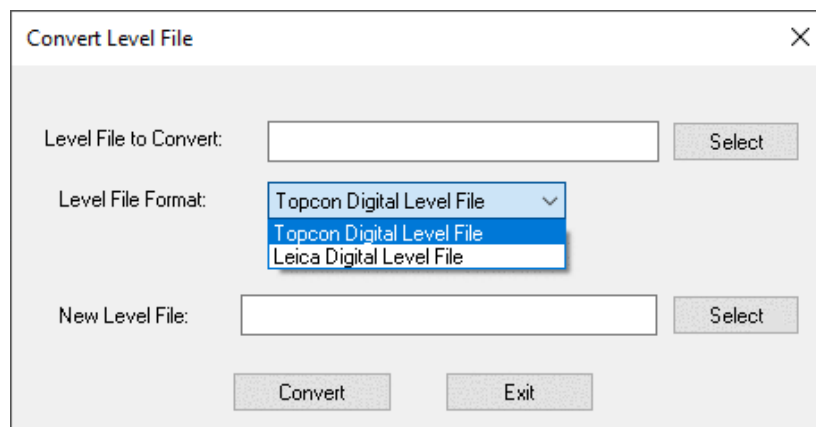 Convert Level File
Level File to Convert:
Select
Level File Format:
Topcon Digital Level File
Topcon Digital Level File
Leica Digital Level File
New Level File:
Select
Convert
Exit